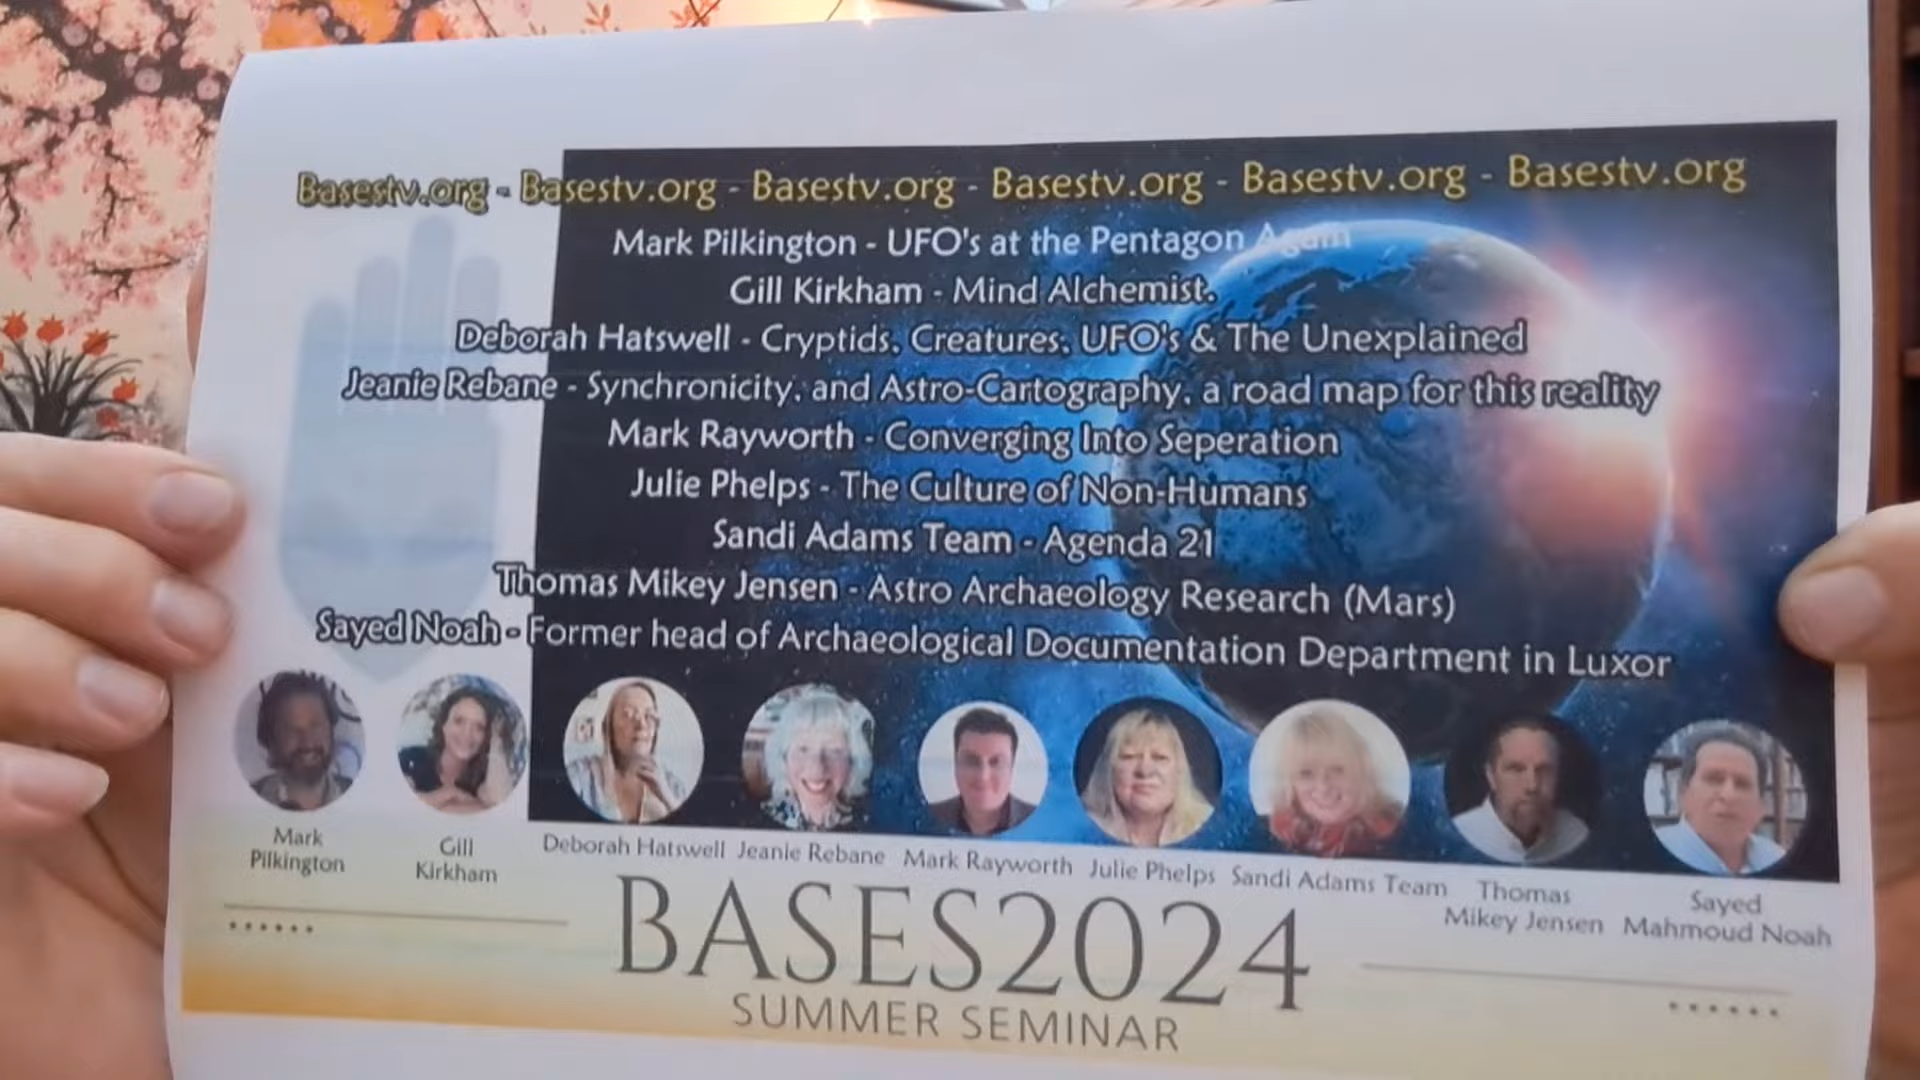 Basestv.org - Basestv.org - Basestv.org - Basestv.org - Basestv.org - Basestv.org
Mark Pilkington - UFO's at the Pentagon Again
Gill Kirkham - Mind Alchemist.
Deborah Hatswell - Cryptids, Creatures, UFO's & The Unexplained
Jeanie Rebane - Synchronicity, and Astro-Cartography, a road map for this reality
Mark Rayworth - Converging Into Seperation
Julie Phelps - The Culture of Non-Humans
Sandi Adams Team - Agenda 21
Thomas Mikey Jensen - Astro Archaeology Research (Mars)
Sayed Noah - Former head of Archaeological Documentation Department in Luxor
Mark
Pilkington
Gill
Kirkham
Deborah Hatswell
Jeanie Rebane
Mark Rayworth
Julie Phelps
Sandi Adams Team
Thomas
Mikey Jensen
Sayed
Mahmoud Noah
BASES2024
SUMMER SEMINAR